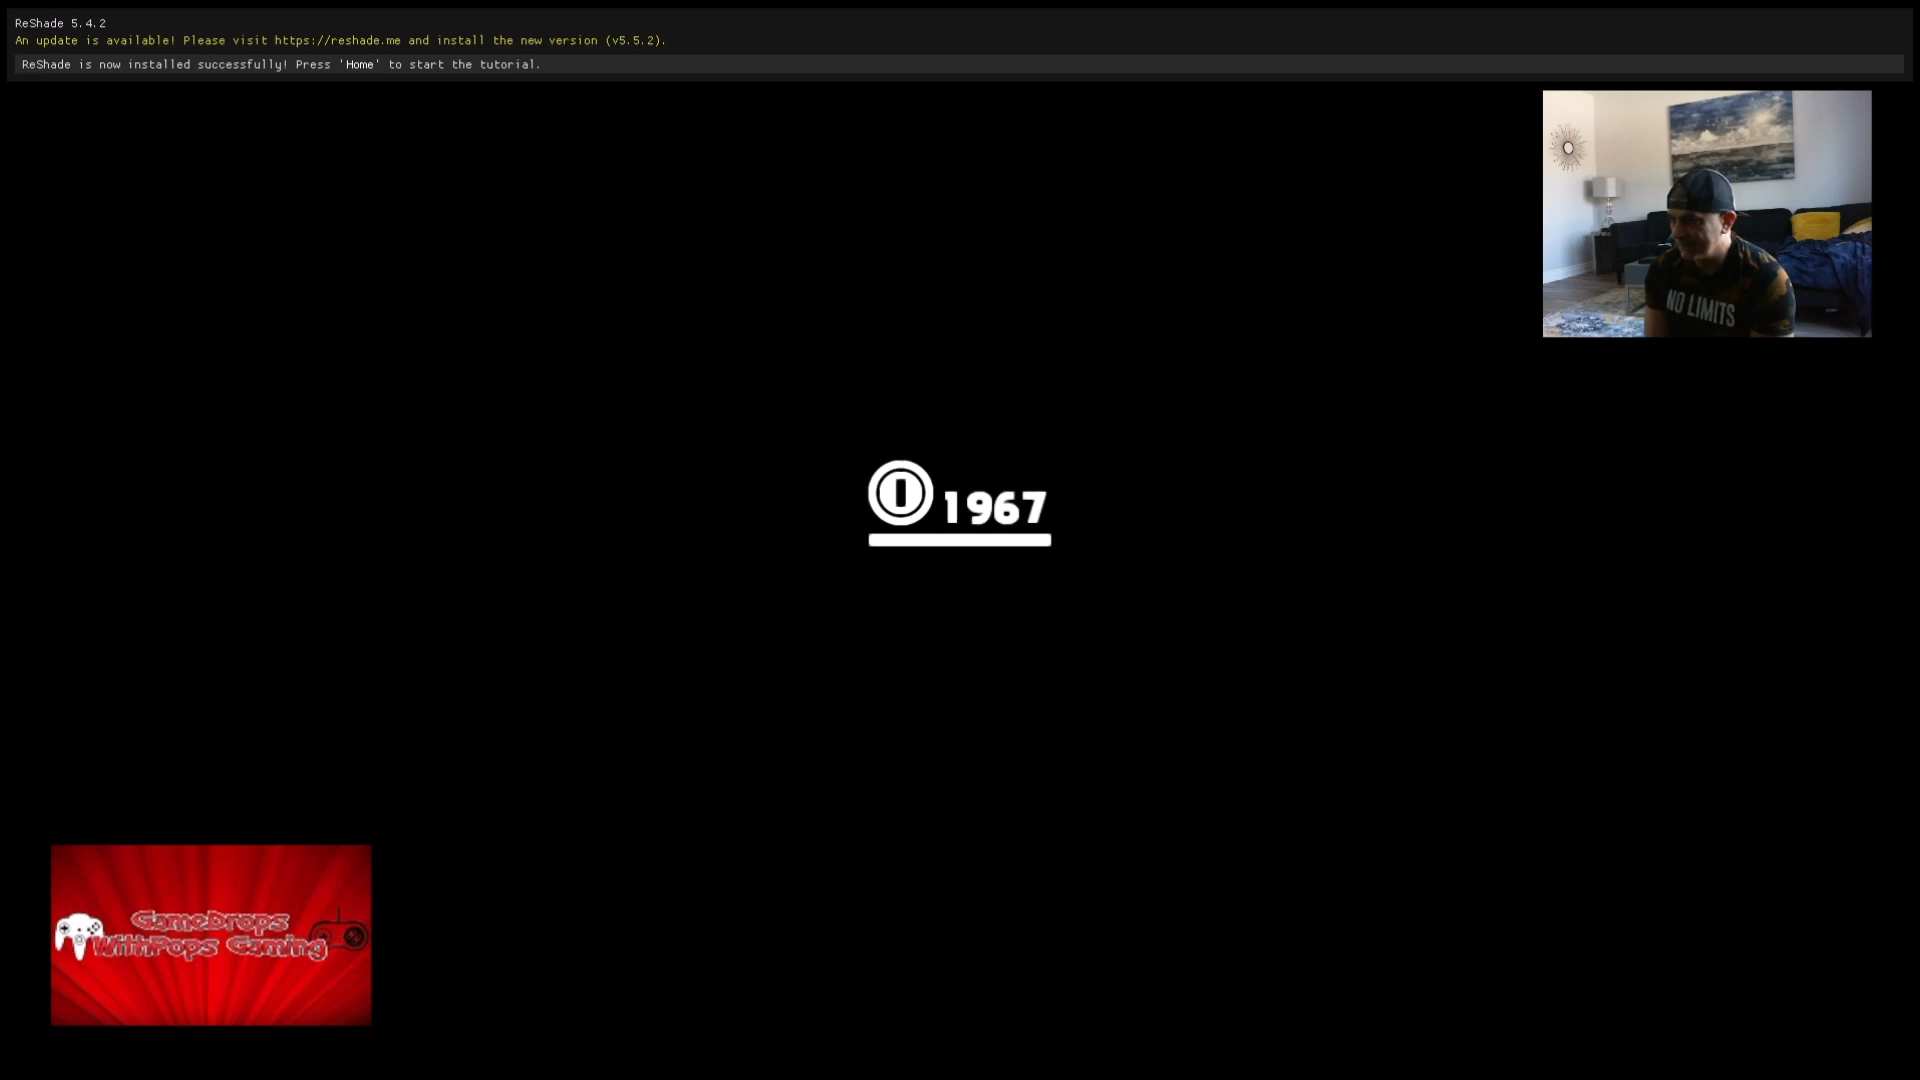 ReShade 5.4.2
An update is available! Please visit https://reshade.me and install the new version (v5.5.2).
ReShade is now installed successfully! Press 'Home' to start the tutorial.
NO LIMITS
1967
GameDrops
WithPops Gaming